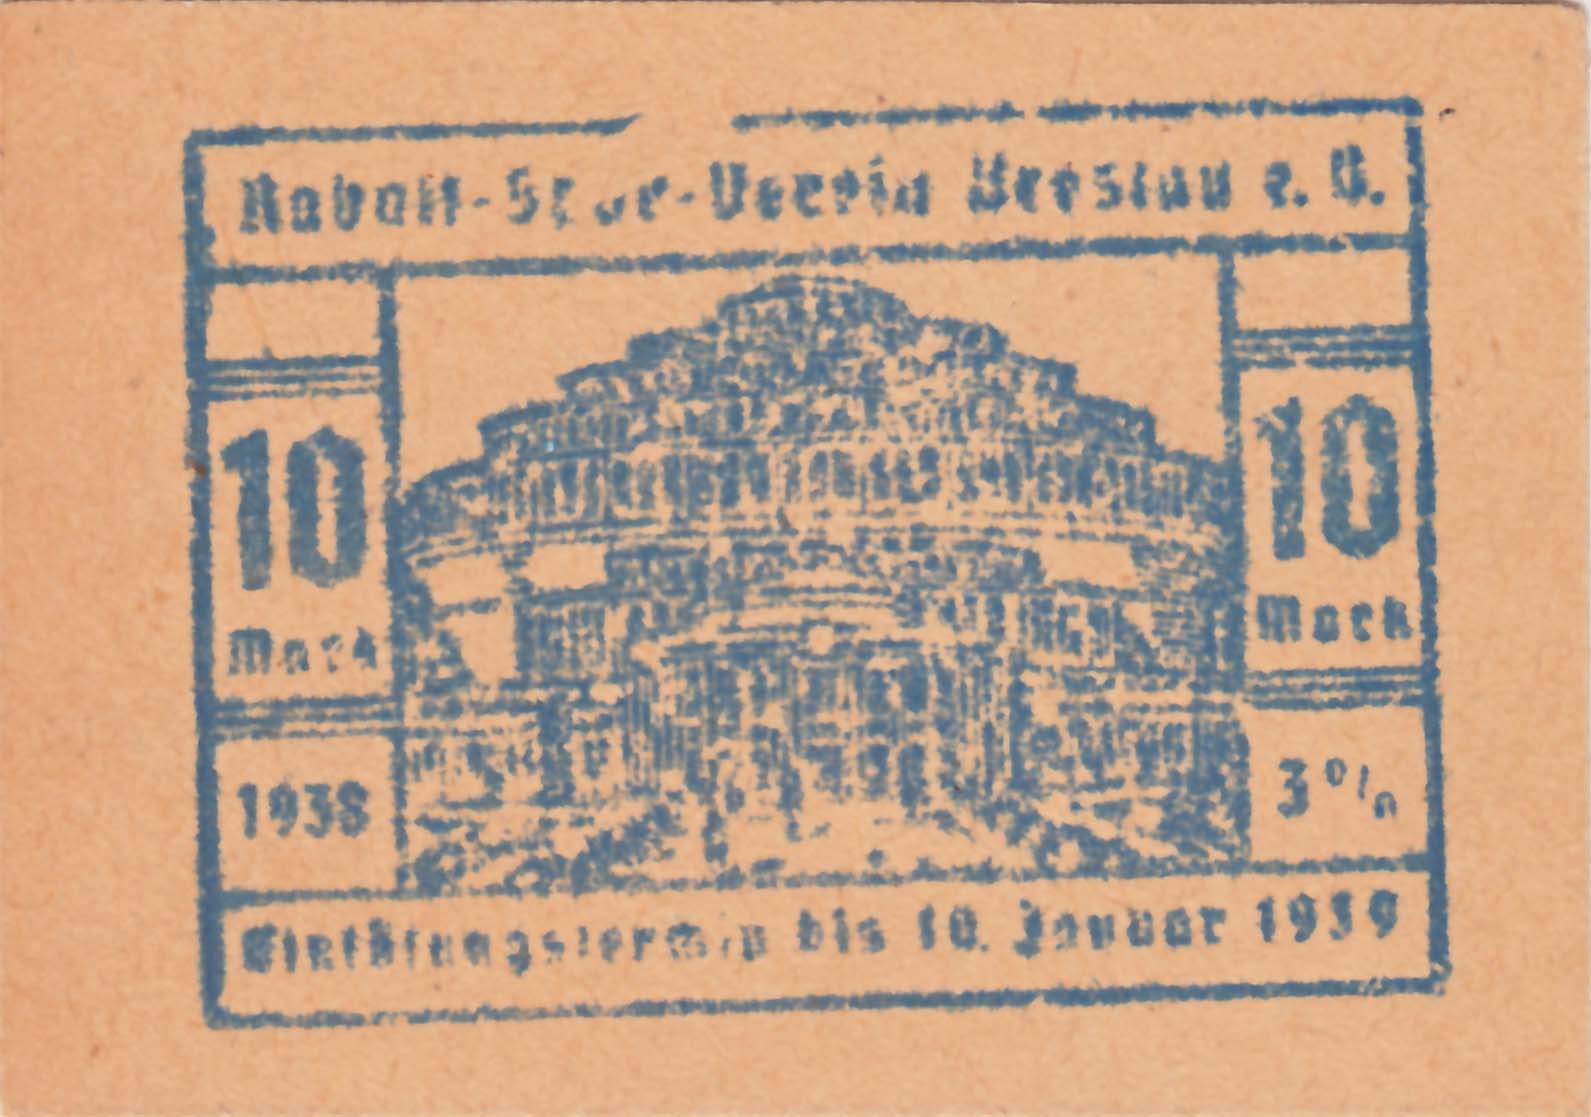 Rabatt-Spar-Verein Breslau e. V.
10
Mark
10
Mark
1938
3%
Einlösungstermin bis 10. Januar 1939